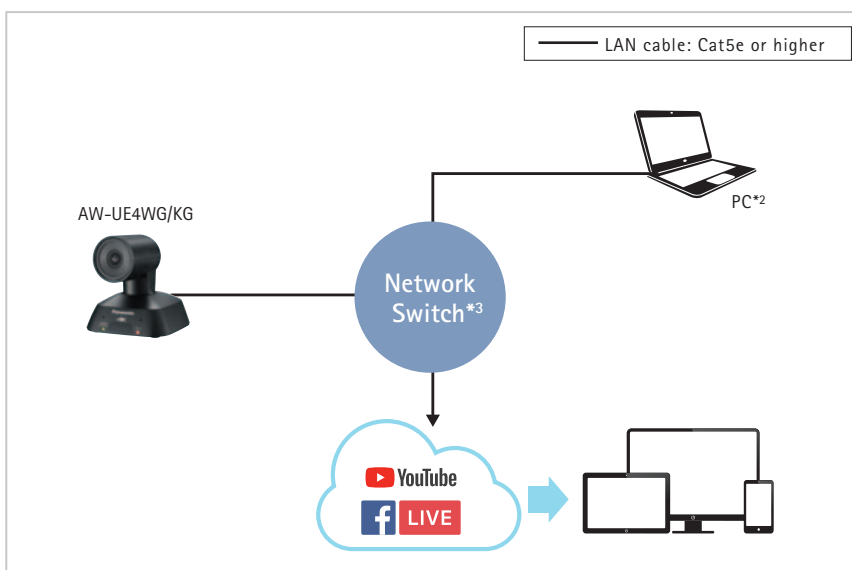 LAN cable: Cat5e or higher
PC*2
AW-UE4WG/KG
Network
Switch*3
YouTube
f LIVE